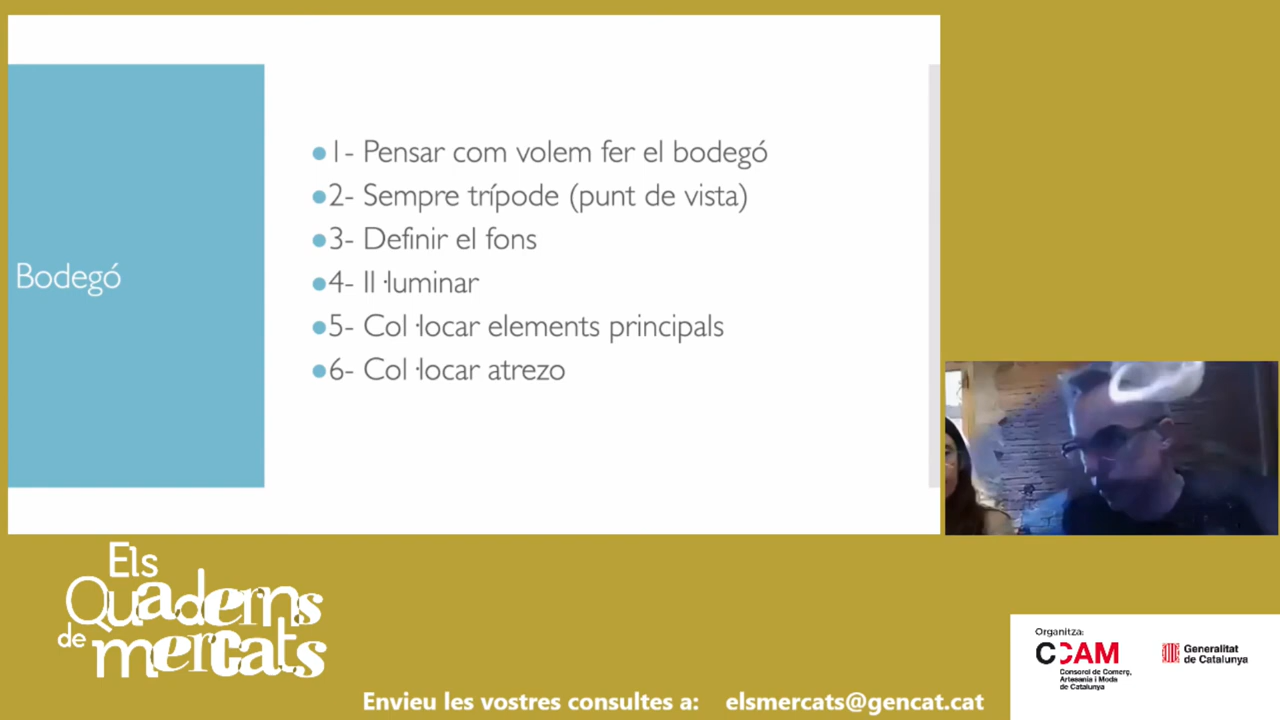 Bodegó
1- Pensar com volem fer el bodegó
2- Sempre trípode (punt de vista)
3- Definir el fons
4- Il·luminar
5- Col·locar elements principals
6- Col·locar atrezo
Els
Quaderns
de mercats
Envieu les vostres consultes a: elsmercats@gencat.cat
Organitza:
CCAM
Consorci de Comerç,
Artesania i Moda
de Catalunya
Generalitat
de Catalunya